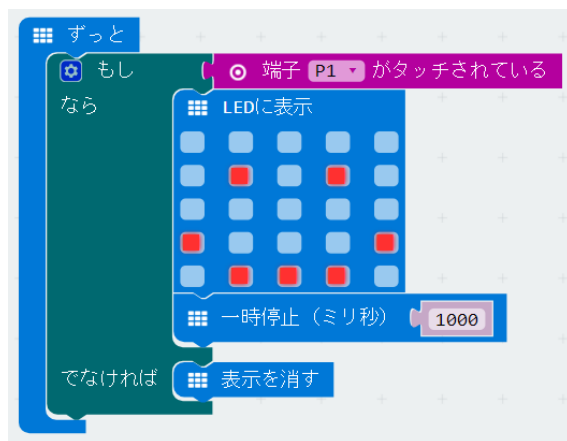 ずっと
もし 端子 P1 がタッチされている
なら LEDに表示
一時停止（ミリ秒） 1000
でなければ 表示を消す